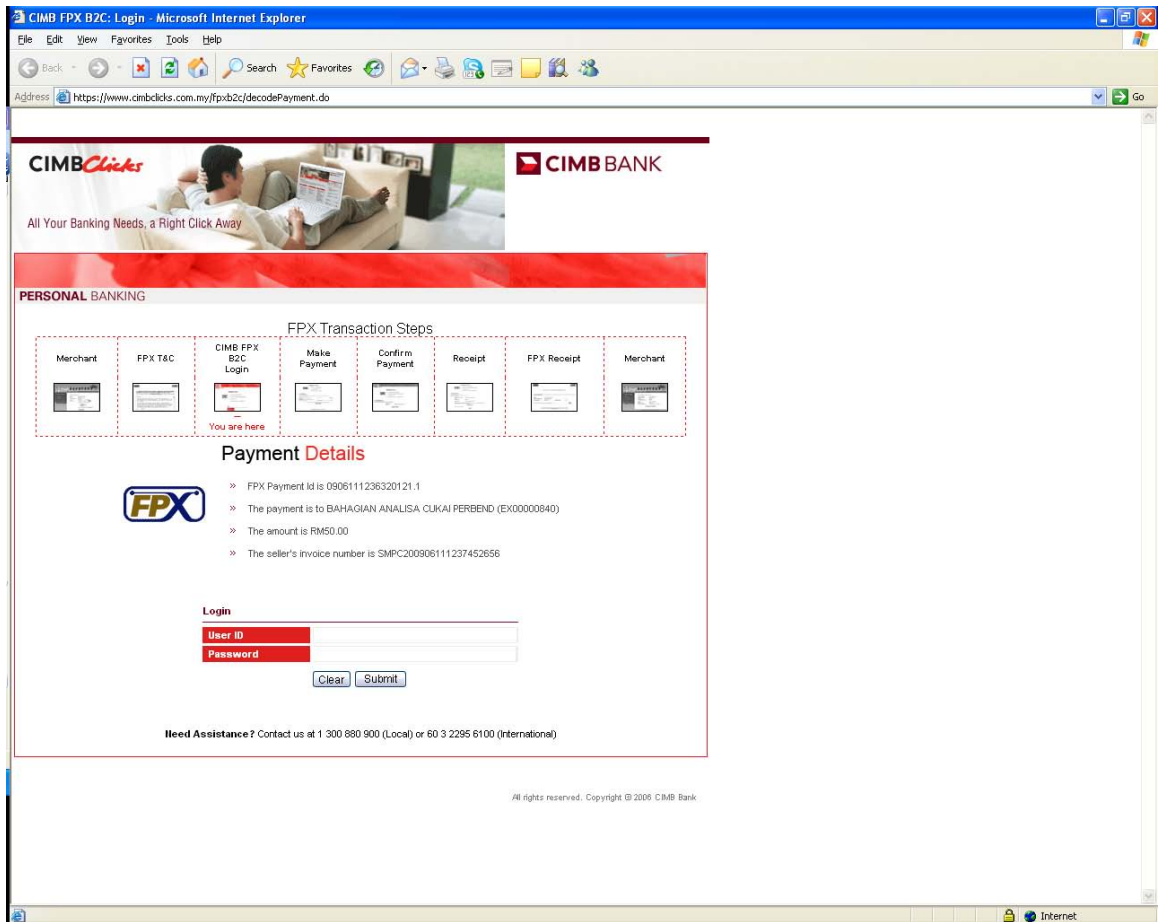 CIMB FPX B2C: Login - Microsoft Internet Explorer
File Edit View Favorites Tools Help
Back Search Favorites
Address https://www.cimbclicks.com.my/fpxb2c/decodePayment.do Go
CIMB Clicks
CIMB BANK
All Your Banking Needs, a Right Click Away
PERSONAL BANKING
FPX Transaction Steps
Merchant FPX T&C CIMB FPX B2C Login Make Payment Confirm Payment Receipt FPX Receipt Merchant
You are here
Payment Details
FPX
» FPX Payment Id is 0906111236320121.1
» The payment is to BAHAGIAN ANALISA CUKAI PERBEND (EX00000840)
» The amount is RM50.00
» The seller's invoice number is SMPC200906111237452656
Login
User ID
Password
Clear Submit
Need Assistance? Contact us at 1 300 880 900 (Local) or 60 3 2295 6100 (International)
All rights reserved. Copyright © 2006 CIMB Bank
Internet